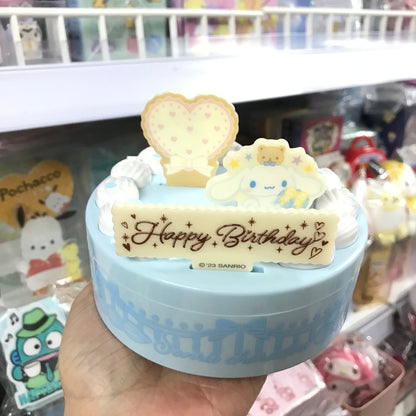 Pochacco
Happy Birthday
© '23 SANRIO